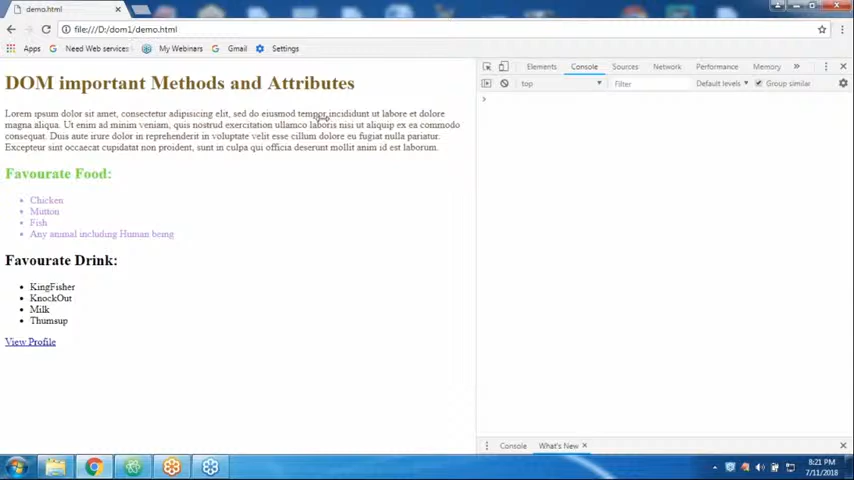 demo.html
file:///D:/dom1/demo.html
Apps Need Web services My Webinars Gmail Settings
DOM important Methods and Attributes
Lorem ipsum dolor sit amet, consectetur adipisicing elit, sed do eiusmod tempor incididunt ut labore et dolore
magna aliqua. Ut enim ad minim veniam, quis nostrud exercitation ullamco laboris nisi ut aliquip ex ea commodo
consequat. Duis aute irure dolor in reprehenderit in voluptate velit esse cillum dolore eu fugiat nulla pariatur.
Excepteur sint occaecat cupidatat non proident, sunt in culpa qui officia deserunt mollit anim id est laborum.
Favourate Food:
Chicken
Mutton
Fish
Any animal including Human being
Favourate Drink:
KingFisher
KnockOut
Milk
Thumsup
View Profile
Elements Console Sources Network Performance Memory »
top Filter Default levels Group similar
Console What's New
8:21 PM
7/11/2018